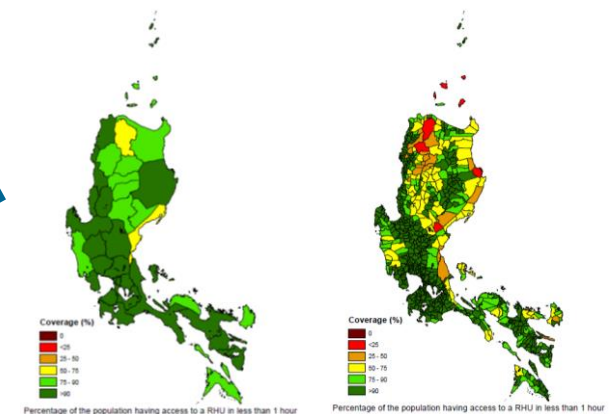 Coverage (%)
0
<25
25 - 50
50 - 75
75 - 90
>90
Percentage of the population having access to a RHU in less than 1 hour
Coverage (%)
0
<25
25 - 50
50 - 75
75 - 90
>90
Percentage of the population having access to a RHU in less than 1 hour